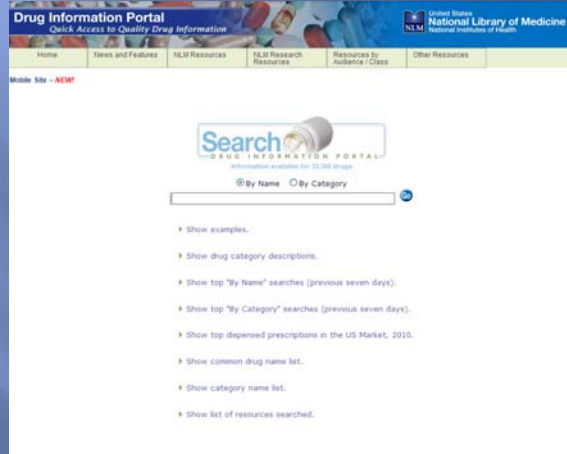 Drug Information Portal
Quick Access to Quality Drug Information
NLM
United States
National Library of Medicine
National Institutes of Health
Home
News and Features
NLM Resources
NLM Research
Resources
Resources by
Audience / Class
Other Resources
Mobile Site - NEW!
Search
DRUG INFORMATION PORTAL
Information available for drugs.
By Name By Category
Go
Show examples.
Show drug category descriptions.
Show top "By Name" searches (previous seven days).
Show top "By Category" searches (previous seven days).
Show top dispensed prescriptions in the US Market, 2010.
Show common drug name list.
Show category name list.
Show list of resources searched.